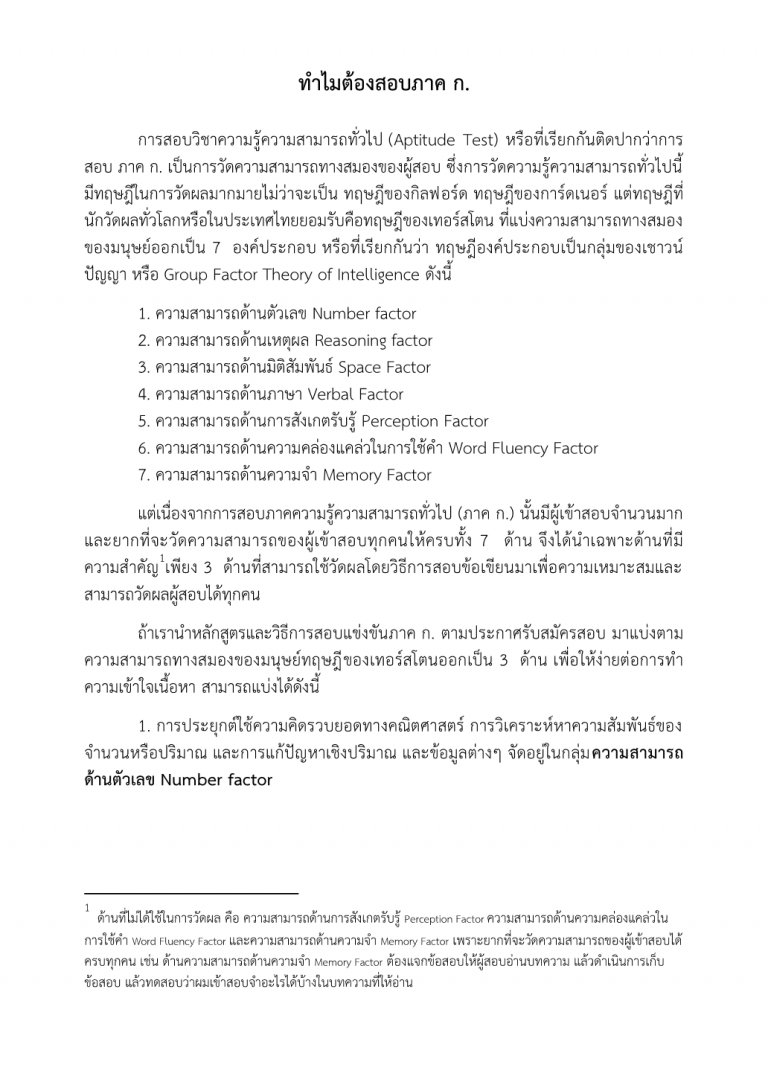 ทำไมต้องสอบภาค ก.
การสอบวิชาความรู้ความสามารถทั่วไป (Aptitude Test) หรือที่เรียกกันติดปากว่าการ
สอบ ภาค ก. เป็นการวัดความสามารถทางสมองของผู้สอบ ซึ่งการวัดความรู้ความสามารถทั่วไปนี้
มีทฤษฎีในการวัดผลมากมายไม่ว่าจะเป็น ทฤษฎีของกิลฟอร์ด ทฤษฎีของการ์ดเนอร์ แต่ทฤษฎีที่
นักวัดผลทั่วโลกหรือในประเทศไทยยอมรับคือทฤษฎีของเทอร์สโตน ที่แบ่งความสามารถทางสมอง
ของมนุษย์ออกเป็น 7 องค์ประกอบ หรือที่เรียกกันว่า ทฤษฎีองค์ประกอบเป็นกลุ่มของเชาวน์
ปัญญา หรือ Group Factor Theory of Intelligence ดังนี้
1. ความสามารถด้านตัวเลข Number factor
2. ความสามารถด้านเหตุผล Reasoning factor
3. ความสามารถด้านมิติสัมพันธ์ Space Factor
4. ความสามารถด้านภาษา Verbal Factor
5. ความสามารถด้านการสังเกตรับรู้ Perception Factor
6. ความสามารถด้านความคล่องแคล่วในการใช้คำ Word Fluency Factor
7. ความสามารถด้านความจำ Memory Factor
แต่เนื่องจากการสอบภาคความรู้ความสามารถทั่วไป (ภาค ก.) นั้นมีผู้เข้าสอบจำนวนมาก
และยากที่จะวัดความสามารถของผู้เข้าสอบทุกคนให้ครบทั้ง 7 ด้าน จึงได้นำเฉพาะด้านที่มี
ความสำคัญ1เพียง 3 ด้านที่สามารถใช้วัดผลโดยวิธีการสอบข้อเขียนมาเพื่อความเหมาะสมและ
สามารถวัดผลผู้สอบได้ทุกคน
ถ้าเรานำหลักสูตรและวิธีการสอบแข่งขันภาค ก. ตามประกาศรับสมัครสอบ มาแบ่งตาม
ความสามารถทางสมองของมนุษย์ทฤษฎีของเทอร์สโตนออกเป็น 3 ด้าน เพื่อให้ง่ายต่อการทำ
ความเข้าใจเนื้อหา สามารถแบ่งได้ดังนี้
1. การประยุกต์ใช้ความคิดรวบยอดทางคณิตศาสตร์ การวิเคราะห์หาความสัมพันธ์ของ
จำนวนหรือปริมาณ และการแก้ปัญหาเชิงปริมาณ และข้อมูลต่างๆ จัดอยู่ในกลุ่มความสามารถ
ด้านตัวเลข Number factor
1 ด้านที่ไม่ได้ใช้ในการวัดผล คือ ความสามารถด้านการสังเกตรับรู้ Perception Factor ความสามารถด้านความคล่องแคล่วใน
การใช้คำ Word Fluency Factor และความสามารถด้านความจำ Memory Factor เพราะยากที่จะวัดความสามารถของผู้เข้าสอบได้
ครบทุกคน เช่น ด้านความสามารถด้านความจำ Memory Factor ต้องแจกข้อสอบให้ผู้สอบอ่านบทความ แล้วดำเนินการเก็บ
ข้อสอบ แล้วทดสอบว่าผมเข้าสอบจำอะไรได้บ้างในบทความที่ให้อ่าน